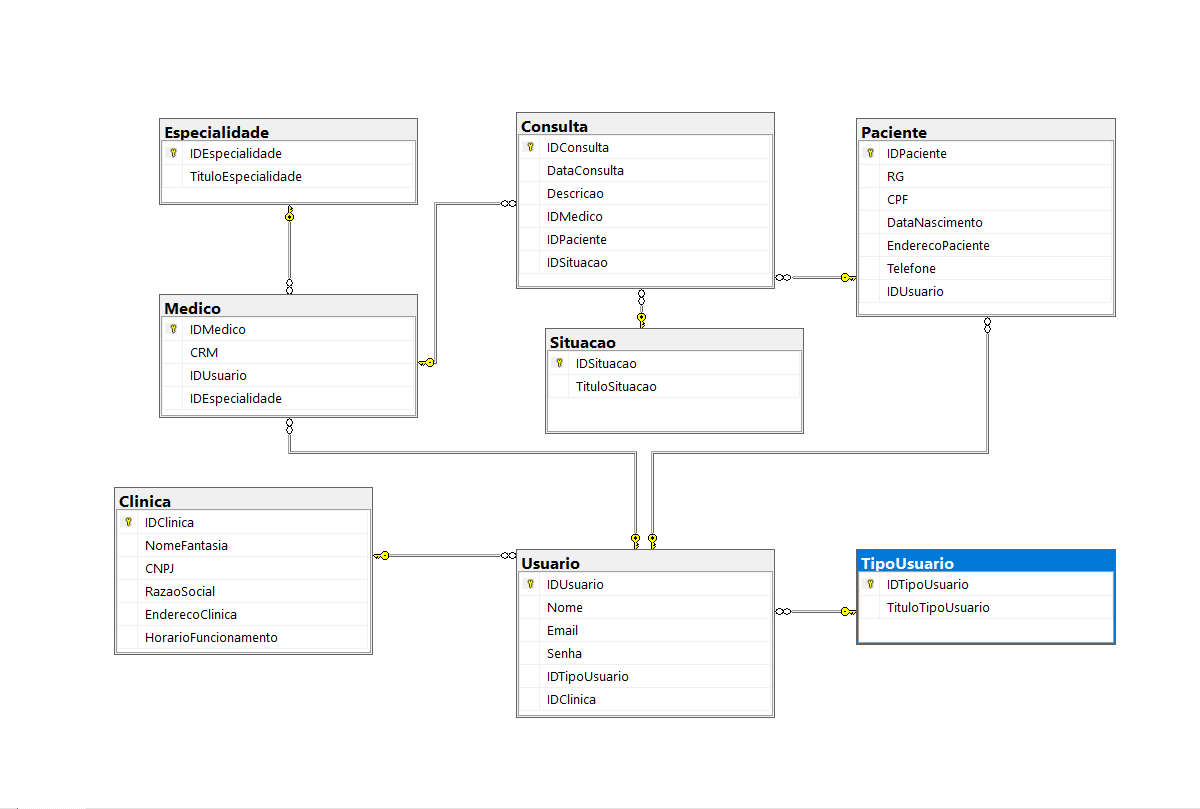 Especialidade
IDEspecialidade
TituloEspecialidade
Consulta
IDConsulta
DataConsulta
Descricao
IDMedico
IDPaciente
IDSituacao
Paciente
IDPaciente
RG
CPF
DataNascimento
EnderecoPaciente
Telefone
IDUsuario
Medico
IDMedico
CRM
IDUsuario
IDEspecialidade
Situacao
IDSituacao
TituloSituacao
Clinica
IDClinica
NomeFantasia
CNPJ
RazaoSocial
EnderecoClinica
HorarioFuncionamento
Usuario
IDUsuario
Nome
Email
Senha
IDTipoUsuario
IDClinica
TipoUsuario
IDTipoUsuario
TituloTipoUsuario